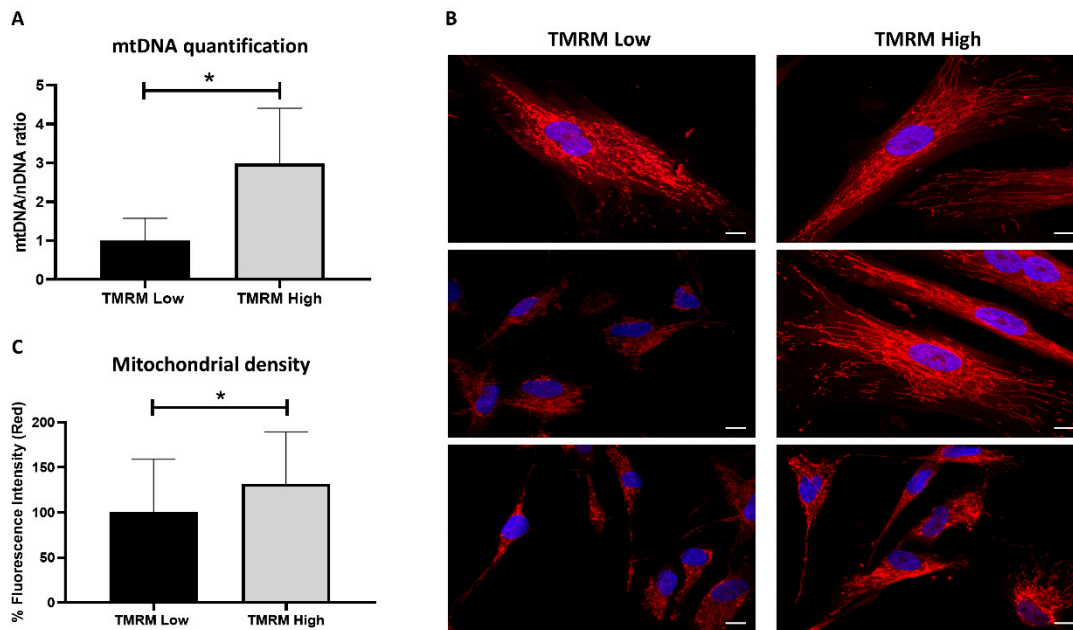 A
mtDNA quantification
*
5
4
3
2
1
0
mtDNA/nDNA ratio
TMRM Low
TMRM High
B
TMRM Low
TMRM High
C
Mitochondrial density
*
200
150
100
50
0
% Fluorescence Intensity (Red)
TMRM Low
TMRM High